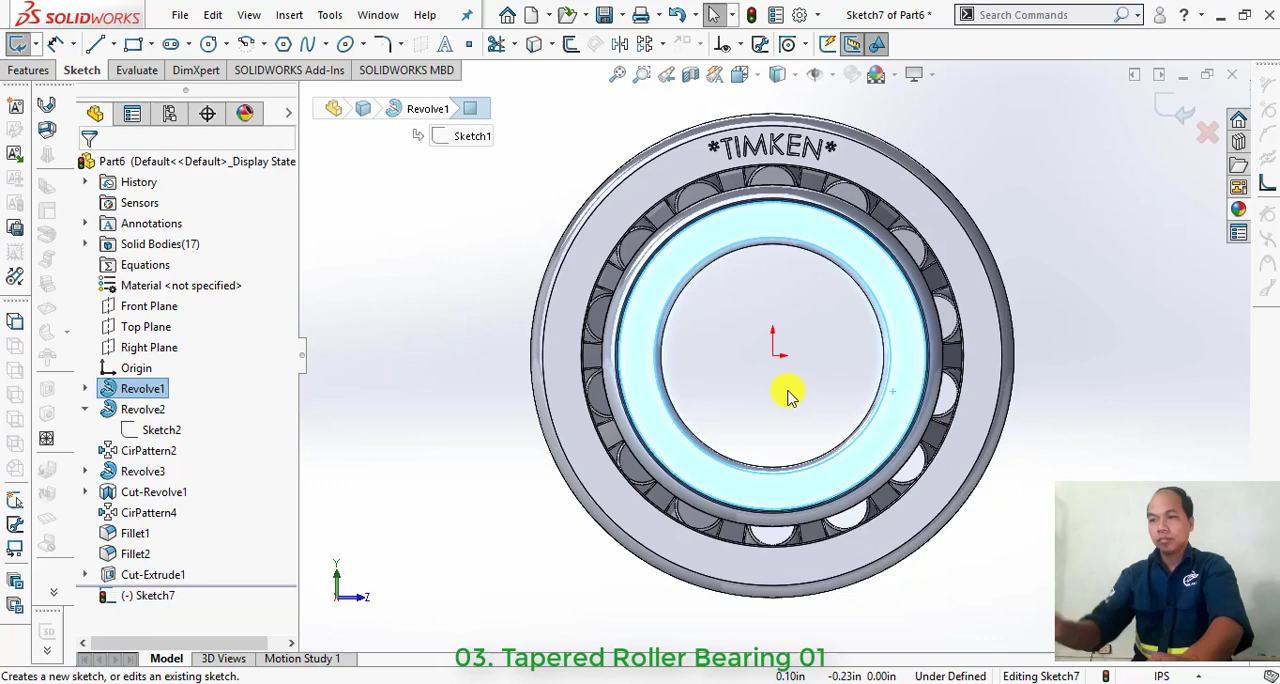 SOLIDWORKS
File
Edit
View
Insert
Tools
Window
Help
Sketch7 of Part6 *
Search Commands
Features
Sketch
Evaluate
DimXpert
SOLIDWORKS Add-Ins
SOLIDWORKS MBD
Revolve1
Sketch1
Part6 (Default<<Default>_Display State
History
Sensors
Annotations
Solid Bodies(17)
Equations
Material <not specified>
Front Plane
Top Plane
Right Plane
Origin
Revolve1
Revolve2
Sketch2
CirPattern2
Revolve3
Cut-Revolve1
CirPattern4
Fillet1
Fillet2
Cut-Extrude1
(-) Sketch7
*TIMKEN*
Y
Z
3D
Model
3D Views
Motion Study 1
03. Tapered Roller Bearing 01
Creates a new sketch, or edits an existing sketch.
0.10in
-0.23in
0.00in
Under Defined
Editing Sketch7
IPS